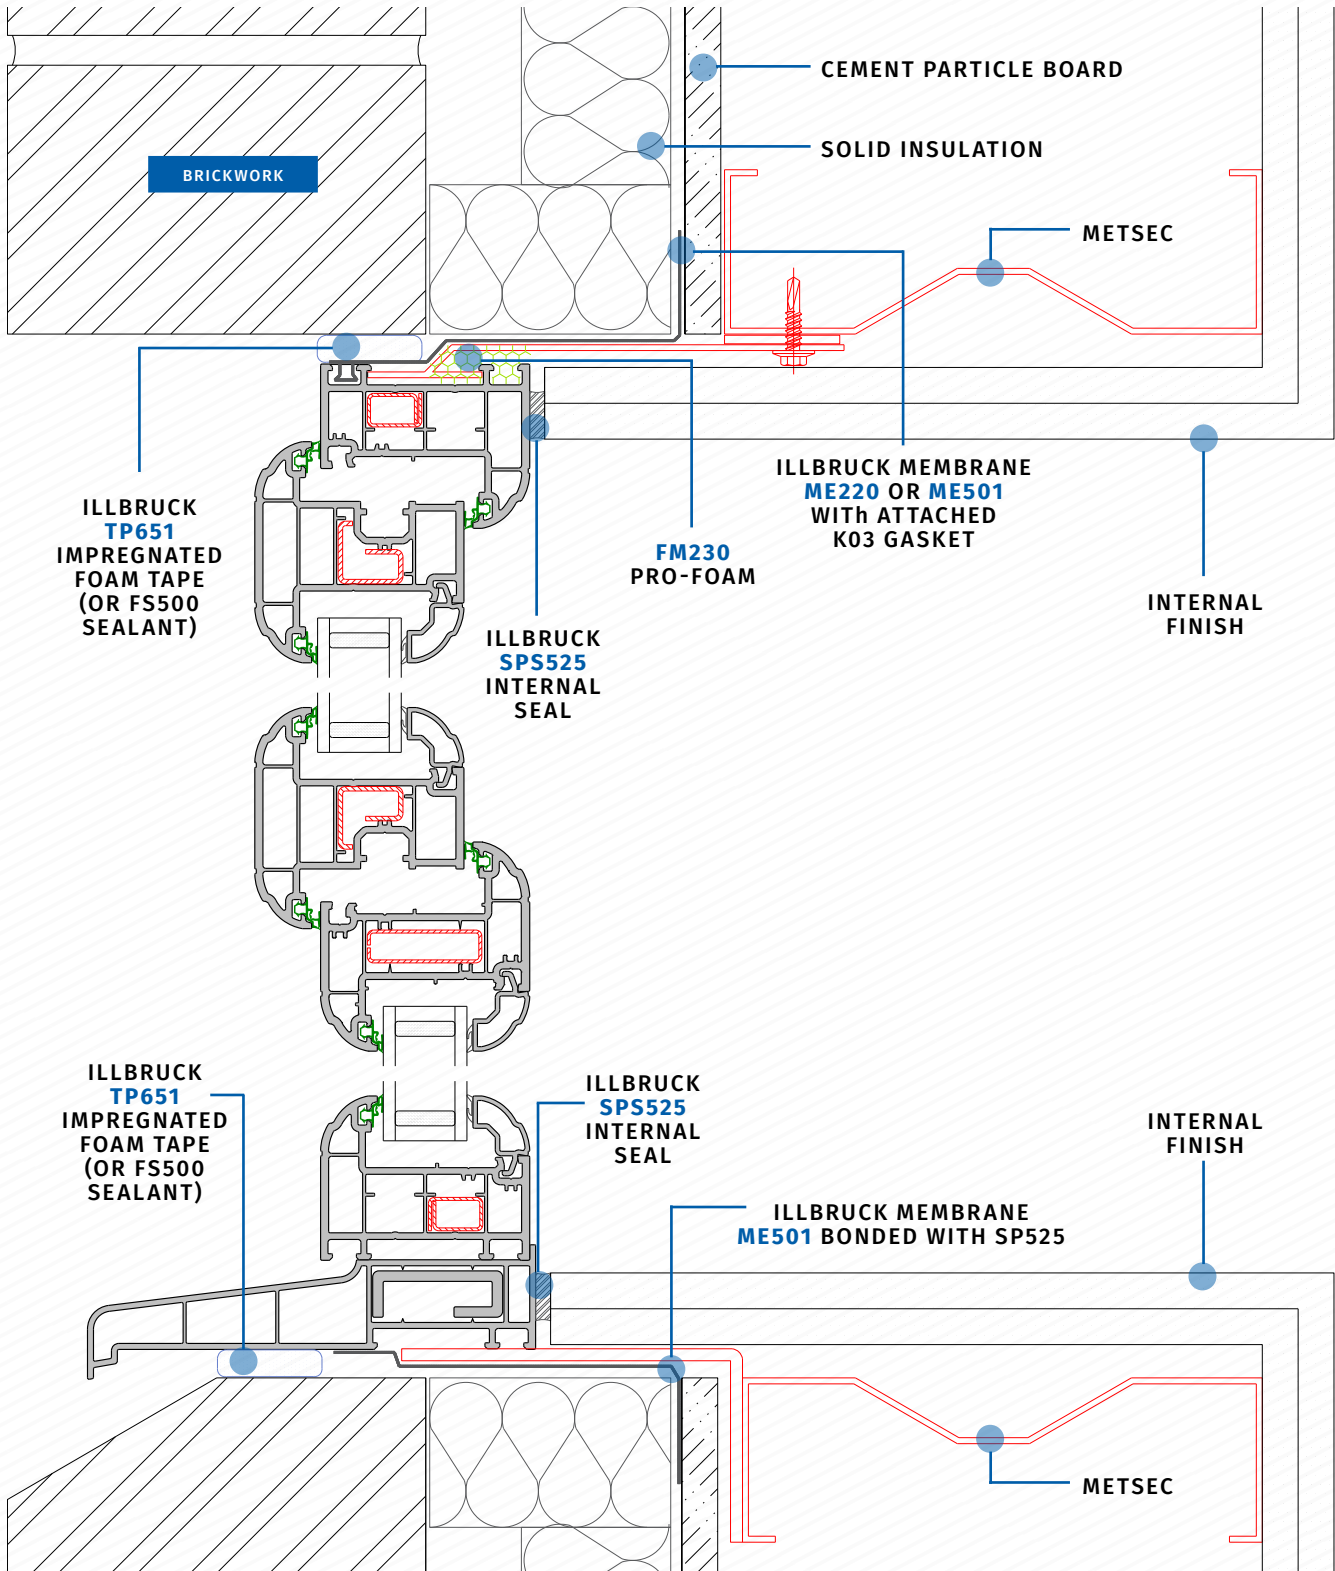 CEMENT PARTICLE BOARD
SOLID INSULATION
BRICKWORK
METSEC
ILLBRUCK
TP651
IMPREGNATED
FOAM TAPE
(OR FS500
SEALANT)
ILLBRUCK MEMBRANE
ME220 OR ME501
WITh ATTACHED
K03 GASKET
FM230
PRO-FOAM
INTERNAL
FINISH
ILLBRUCK
SPS525
INTERNAL
SEAL
ILLBRUCK
TP651
IMPREGNATED
FOAM TAPE
(OR FS500
SEALANT)
ILLBRUCK
SPS525
INTERNAL
SEAL
INTERNAL
FINISH
ILLBRUCK MEMBRANE
ME501 BONDED WITH SP525
METSEC